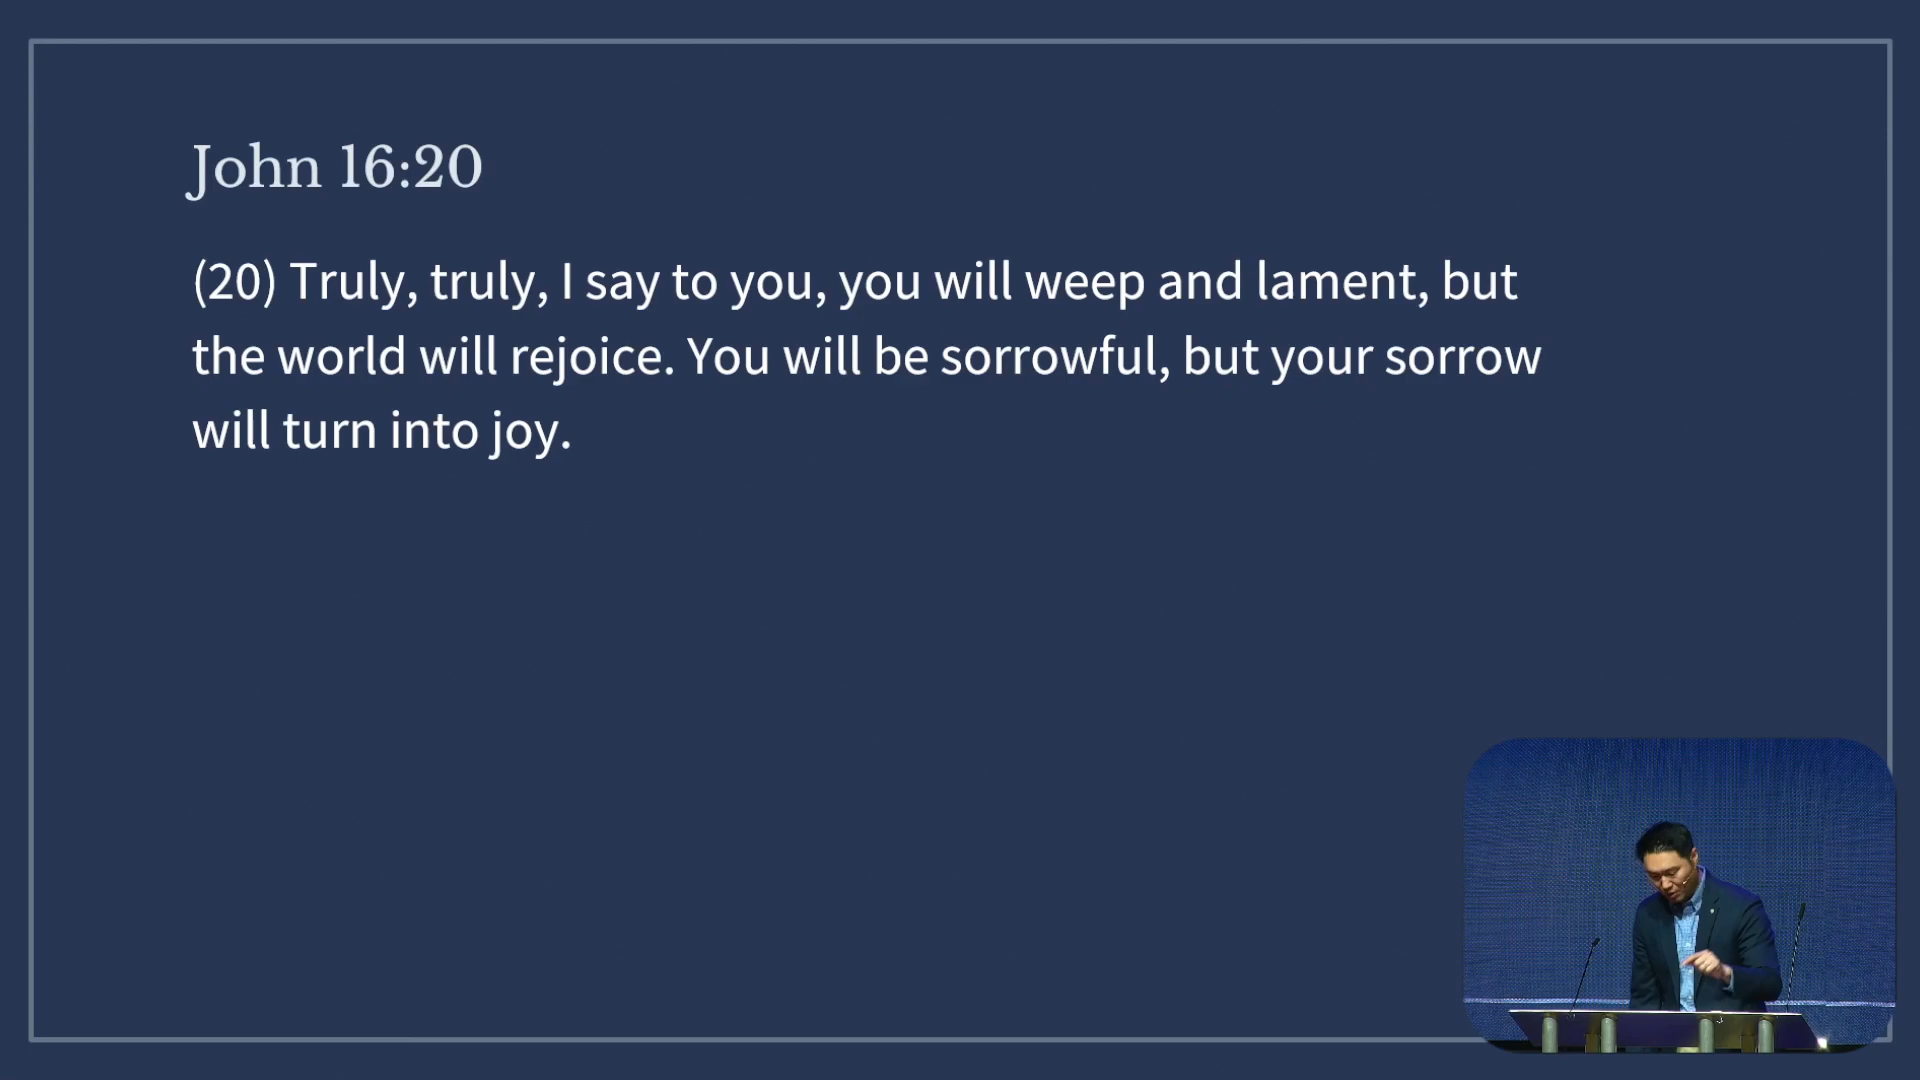 John 16:20
(20) Truly, truly, I say to you, you will weep and lament, but
the world will rejoice. You will be sorrowful, but your sorrow
will turn into joy.